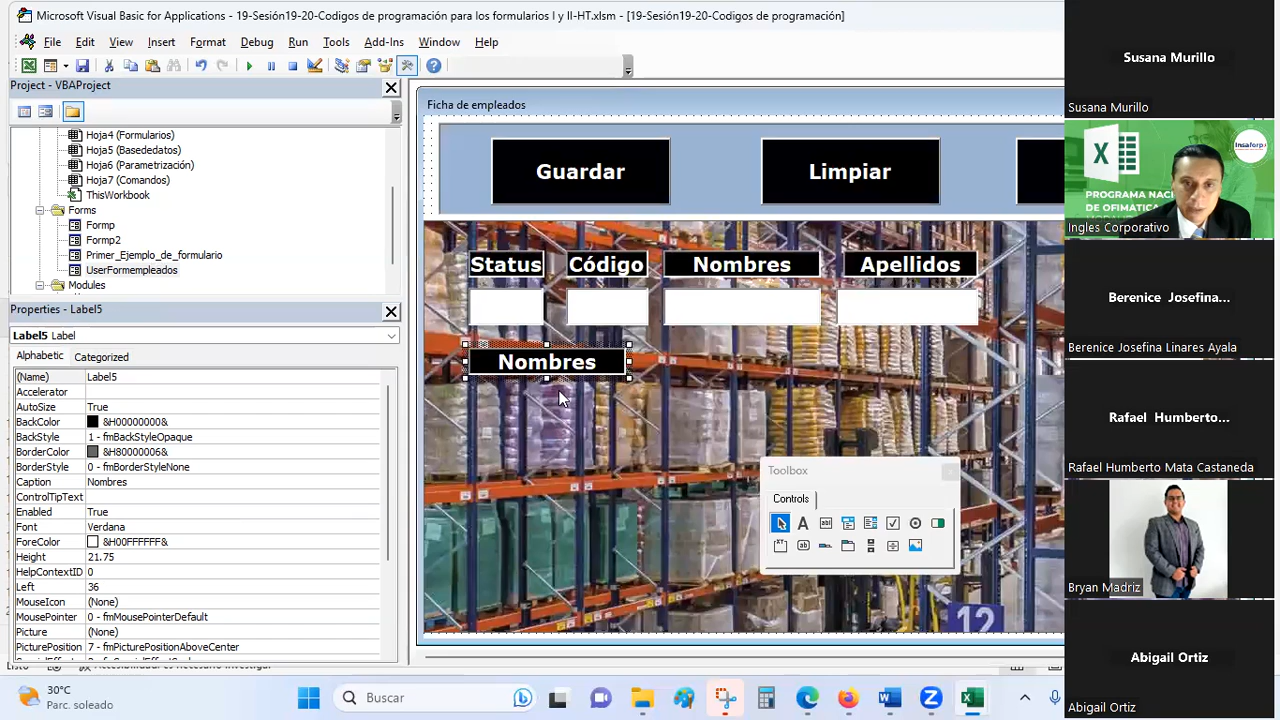 Microsoft Visual Basic for Applications - 19-Sesión19-20-Codigos de programación para los formularios I y II-HT.xlsm - [19-Sesión19-20-Codigos de programación]
File Edit View Insert Format Debug Run Tools Add-Ins Window Help
Project - VBAProject
Hoja4 (Formularios)
Hoja5 (Basededatos)
Hoja6 (Parametrización)
Hoja7 (Comandos)
ThisWorkbook
Forms
Formp
Formp2
Primer_Ejemplo_de_formulario
UserFormempleados
Modules
Properties - Label5
Label5 Label
Alphabetic Categorized
(Name) Label5
Accelerator
AutoSize True
BackColor &H00000000&
BackStyle 1 - fmBackStyleOpaque
BorderColor &H80000006&
BorderStyle 0 - fmBorderStyleNone
Caption Nombres
ControlTipText
Enabled True
Font Verdana
ForeColor &H00FFFFFF&
Height 21.75
HelpContextID 0
Left 36
MouseIcon (None)
MousePointer 0 - fmMousePointerDefault
Picture (None)
PicturePosition 7 - fmPicturePositionAboveCenter
Ficha de empleados
Guardar Limpiar
Status Código Nombres Apellidos
Nombres
12
Toolbox
Controls
Susana Murillo
Susana Murillo
Insaforp
PROGRAMA NAC
DE OFIMATICA
Ingles Corporativo
Berenice Josefina...
Berenice Josefina Linares Ayala
Rafael Humberto...
Rafael Humberto Mata Castaneda
Bryan Madriz
Abigail Ortiz
Abigail Ortiz
30°C
Parc. soleado
Buscar